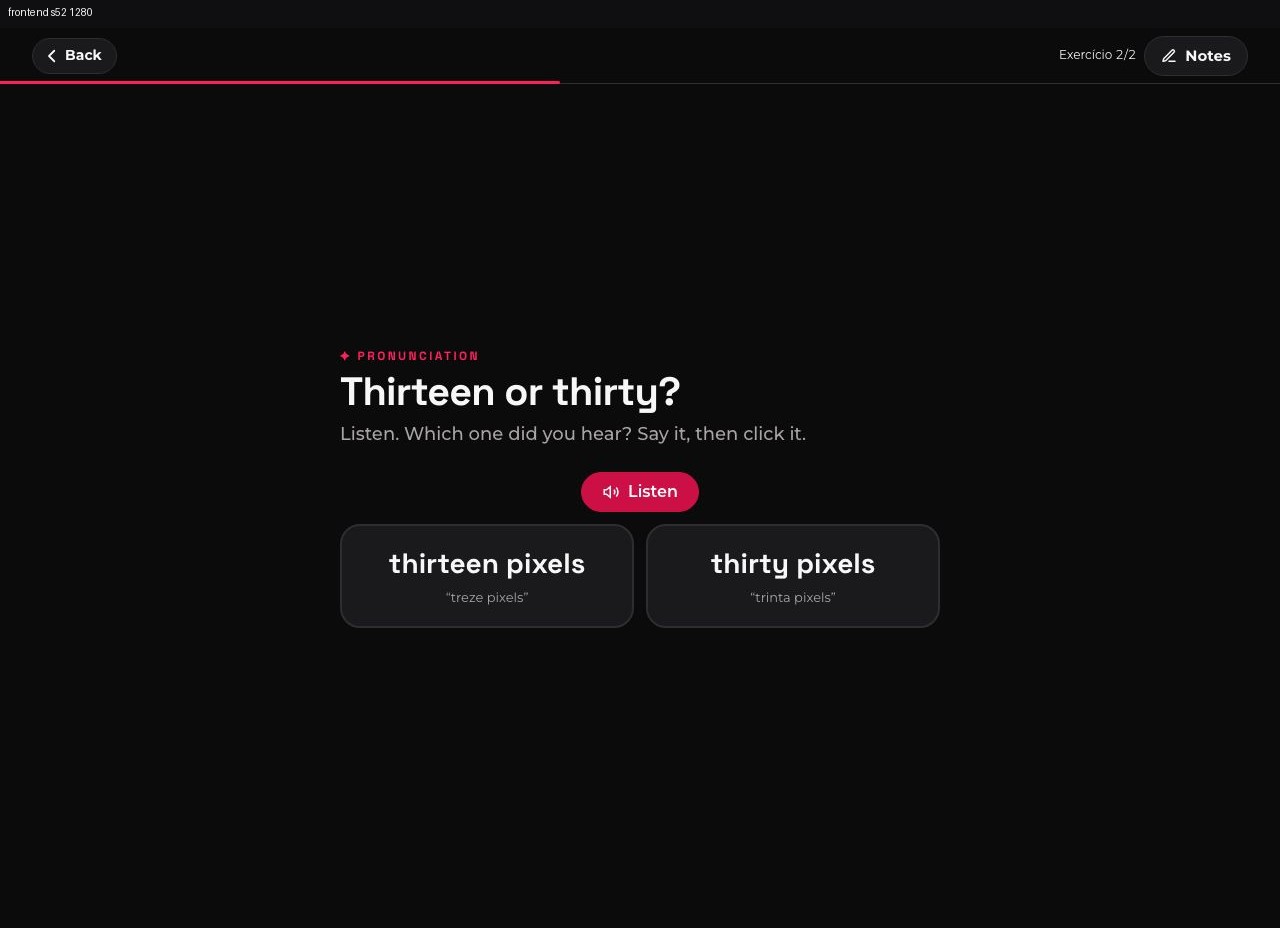 frontend s52 1280
Back
Exercício 2/2
Notes
✦ PRONUNCIATION
Thirteen or thirty?
Listen. Which one did you hear? Say it, then click it.
Listen
thirteen pixels
thirty pixels
“treze pixels”
“trinta pixels”